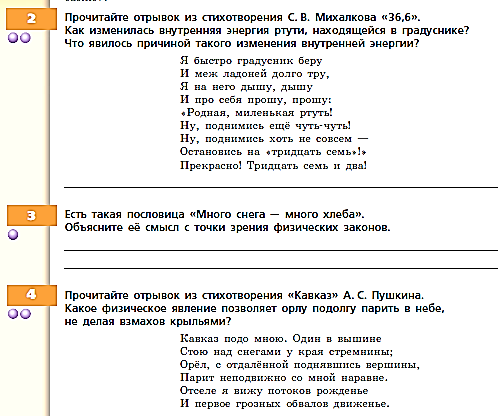 2
Прочитайте отрывок из стихотворения С. В. Михалкова «36,6».
Как изменилась внутренняя энергия ртути, находящейся в градуснике?
Что явилось причиной такого изменения внутренней энергии?
Я быстро градусник беру
И меж ладоней долго тру,
Я на него дышу, дышу
И про себя прошу, прошу:
«Родная, миленькая ртуть!
Ну, поднимись ещё чуть-чуть!
Ну, поднимись хоть не совсем —
Остановись на «тридцать семь»!»
Прекрасно! Тридцать семь и два!
3
Есть такая пословица «Много снега — много хлеба».
Объясните её смысл с точки зрения физических законов.
4
Прочитайте отрывок из стихотворения «Кавказ» А. С. Пушкина.
Какое физическое явление позволяет орлу подолгу парить в небе,
не делая взмахов крыльями?
Кавказ подо мною. Один в вышине
Стою над снегами у края стремнины;
Орёл, с отдалённой поднявшись вершины,
Парит неподвижно со мной наравне.
Отселе я вижу потоков рожденье
И первое грозных обвалов движенье.